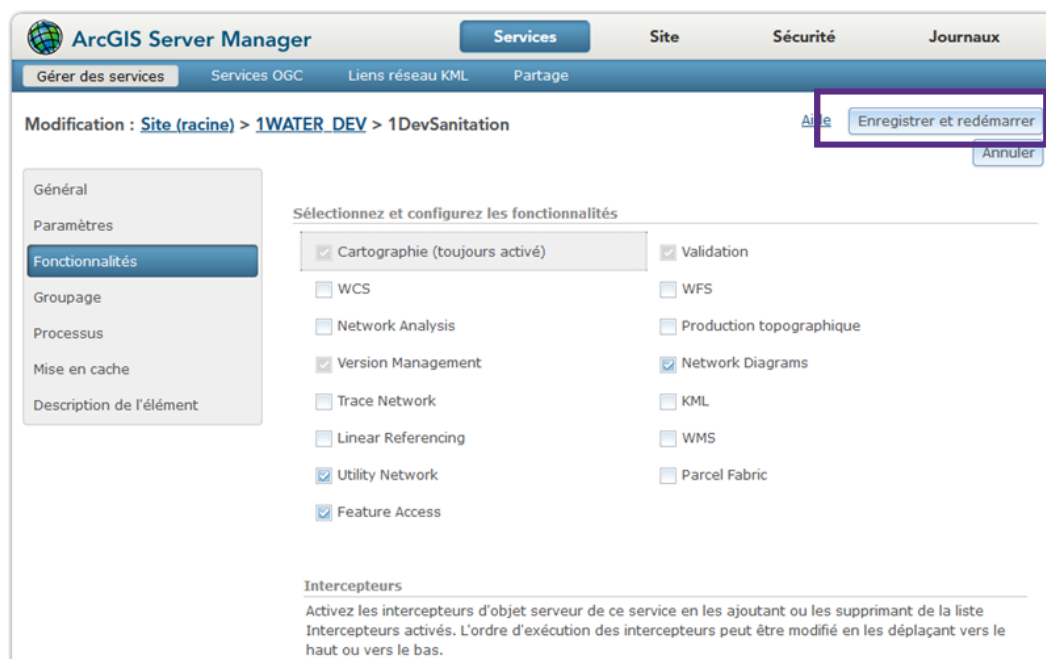 ArcGIS Server Manager Services Site Sécurité Journaux
Gérer des services Services OGC Liens réseau KML Partage
Modification : Site (racine) > 1WATER_DEV > 1DevSanitation Aide Enregistrer et redémarrer
Annuler
Général
Paramètres
Fonctionnalités
Groupage
Processus
Mise en cache
Description de l'élément
Sélectionnez et configurez les fonctionnalités
Cartographie (toujours activé) Validation
WCS WFS
Network Analysis Production topographique
Version Management Network Diagrams
Trace Network KML
Linear Referencing WMS
Utility Network Parcel Fabric
Feature Access
Intercepteurs
Activez les intercepteurs d'objet serveur de ce service en les ajoutant ou les supprimant de la liste
Intercepteurs activés. L'ordre d'exécution des intercepteurs peut être modifié en les déplaçant vers le
haut ou vers le bas.